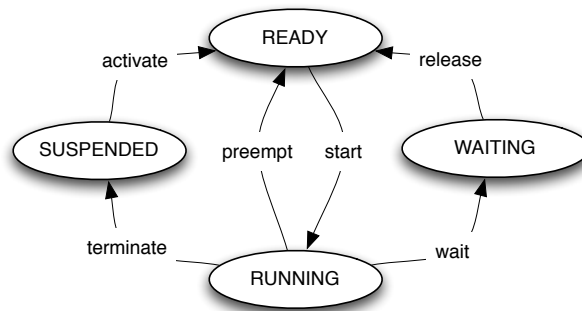 READY
activate
release
SUSPENDED
preempt
start
WAITING
terminate
wait
RUNNING